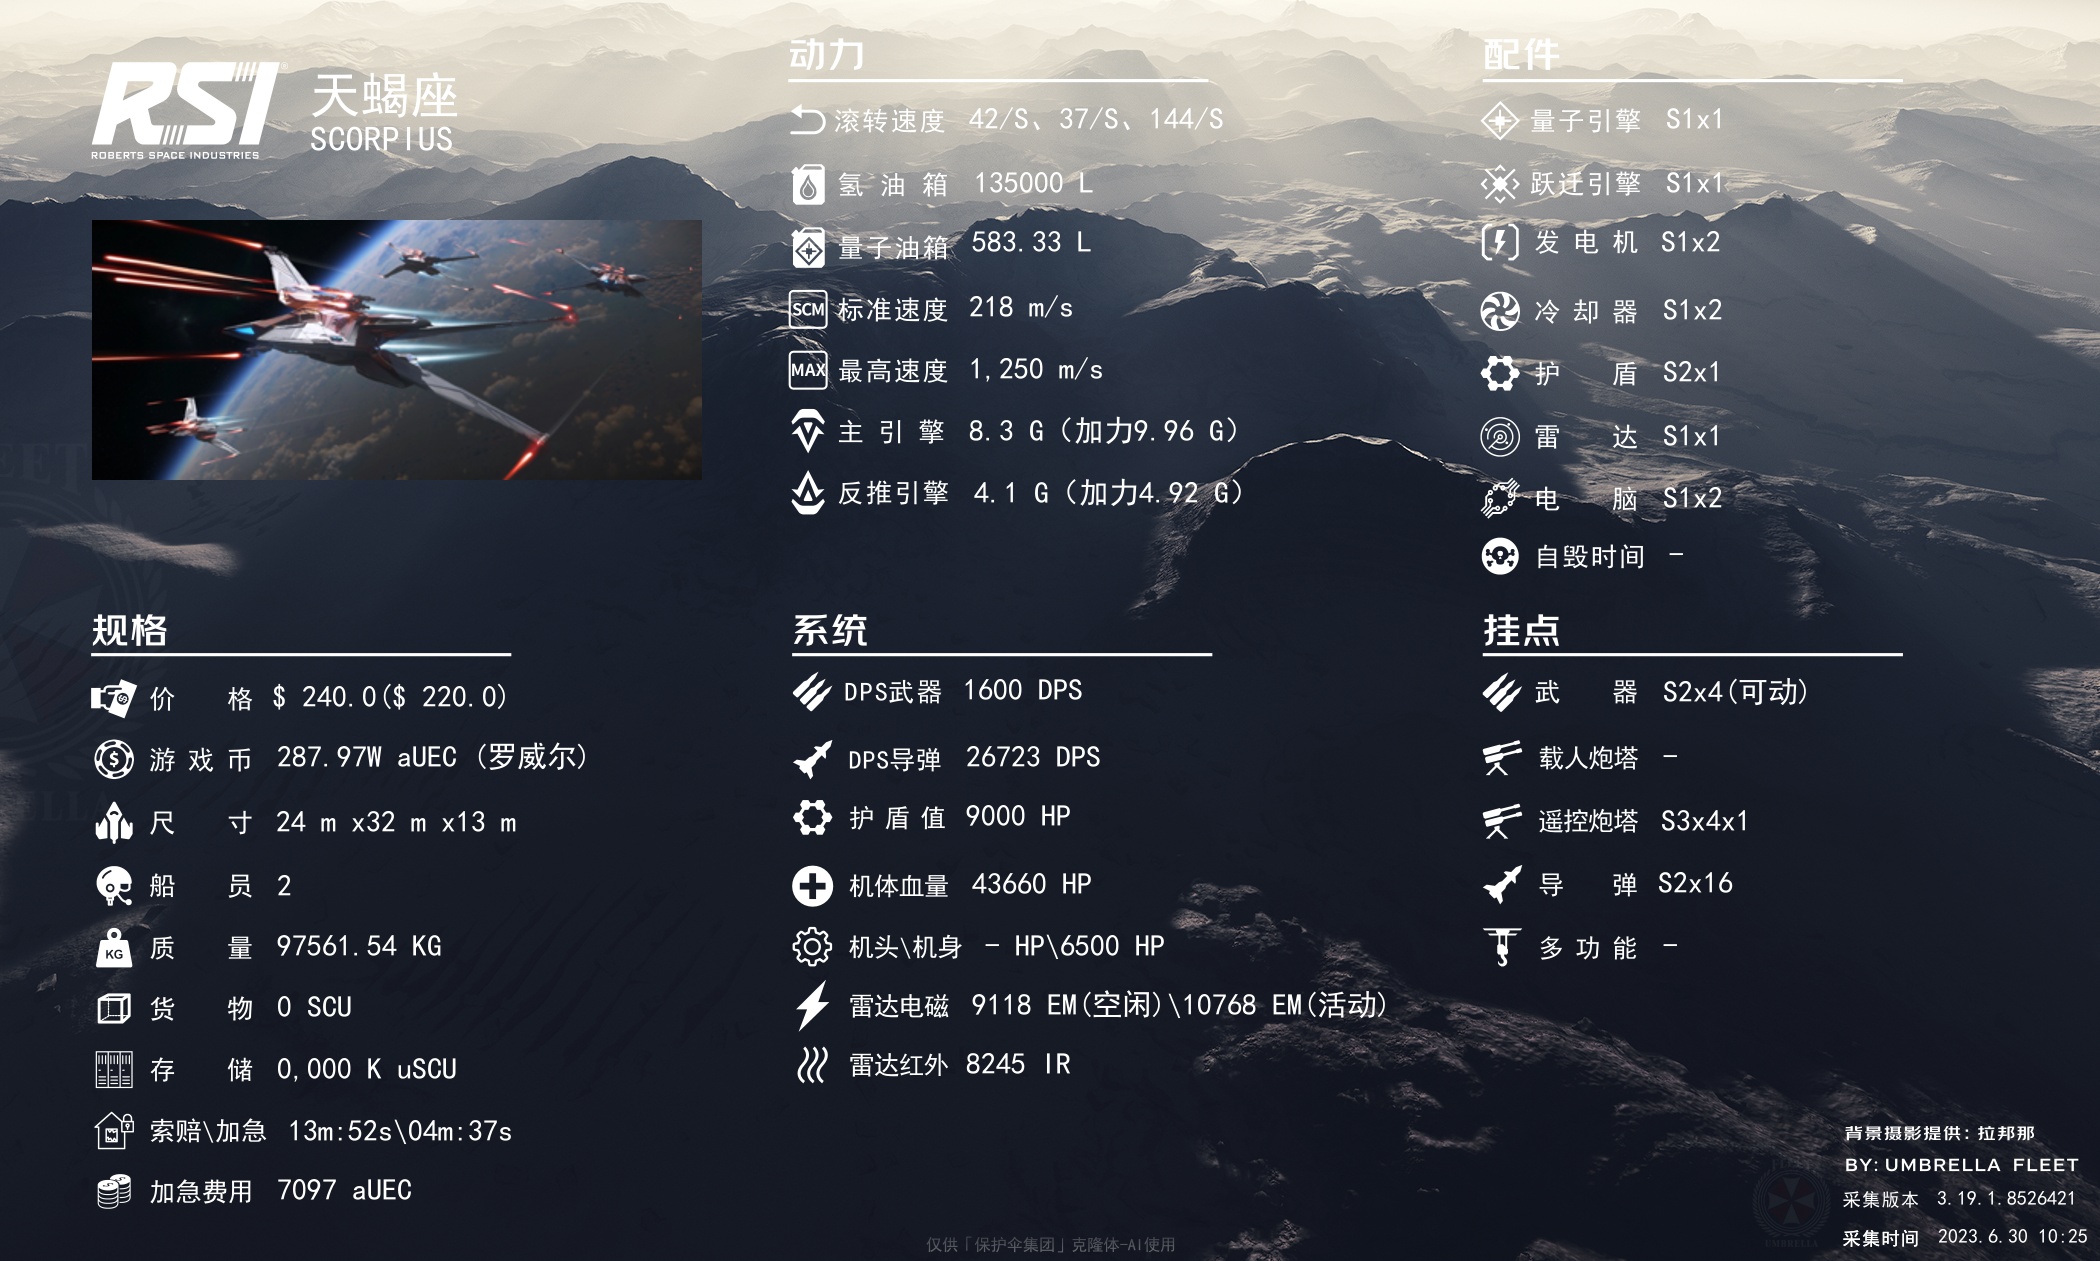 RSI
ROBERTS SPACE INDUSTRIES
天蝎座
SCORPIUS
动力
滚转速度 42/S、37/S、144/S
氢油箱 135000 L
量子油箱 583.33 L
SCM 标准速度 218 m/s
MAX 最高速度 1,250 m/s
主引擎 8.3 G（加力9.96 G）
反推引擎 4.1 G（加力4.92 G）
配件
量子引擎 S1x1
跃迁引擎 S1x1
发电机 S1x2
冷却器 S1x2
护盾 S2x1
雷达 S1x1
电脑 S1x2
自毁时间 -
规格
价格 $ 240.0($ 220.0)
游戏币 287.97W aUEC (罗威尔)
尺寸 24 m x32 m x13 m
船员 2
KG 质量 97561.54 KG
货物 0 SCU
存储 0,000 K uSCU
索赔\加急 13m:52s\04m:37s
加急费用 7097 aUEC
系统
DPS武器 1600 DPS
DPS导弹 26723 DPS
护盾值 9000 HP
机体血量 43660 HP
机头\机身 - HP\6500 HP
雷达电磁 9118 EM(空闲)\10768 EM(活动)
雷达红外 8245 IR
挂点
武器 S2x4(可动)
载人炮塔 -
遥控炮塔 S3x4x1
导弹 S2x16
多功能 -
背景摄影提供：拉邦那
BY: UMBRELLA FLEET
采集版本 3.19.1.8526421
采集时间 2023.6.30 10:25
仅供「保护伞集团」克隆体-AI使用